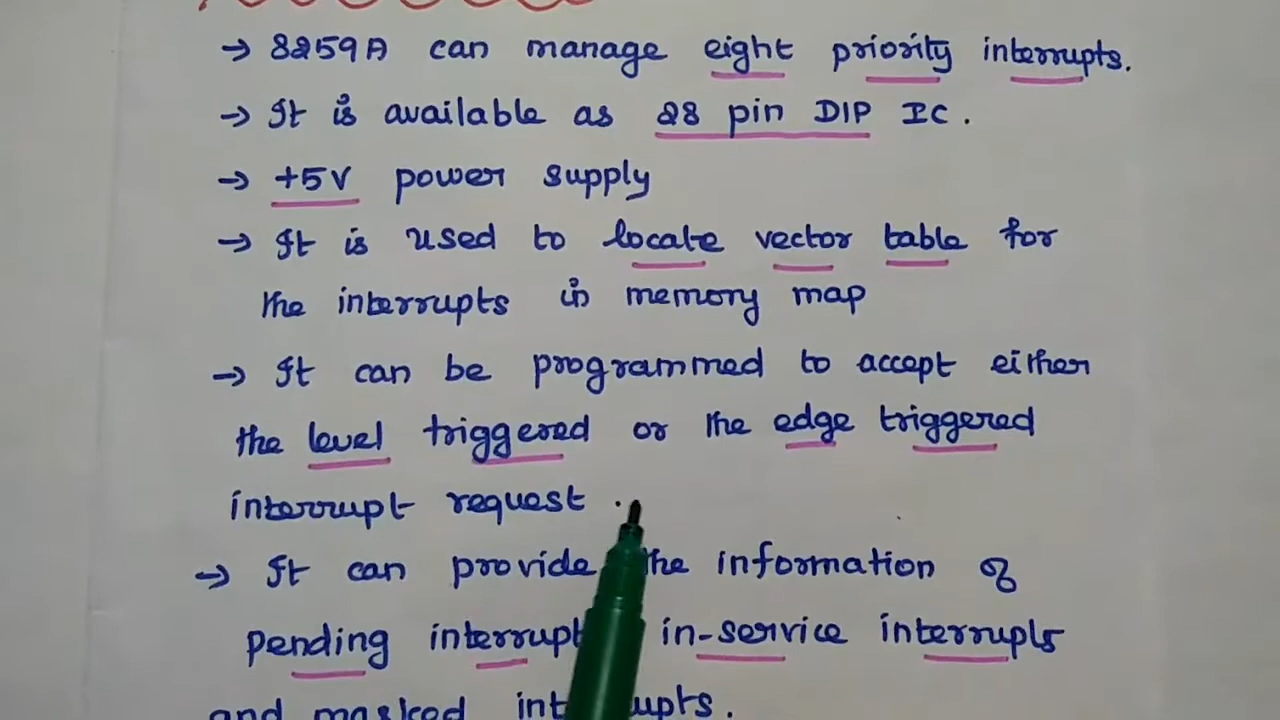 → 8259A can manage eight priority interrupts.
→ It is available as 28 pin DIP IC.
→ +5V power supply
→ It is used to locate vector table for
the interrupts in memory map
→ It can be programmed to accept either
the level triggered or the edge triggered
interrupt request .
→ It can provide the information of
pending interrupt in-service interrupts
and masked interrupts.